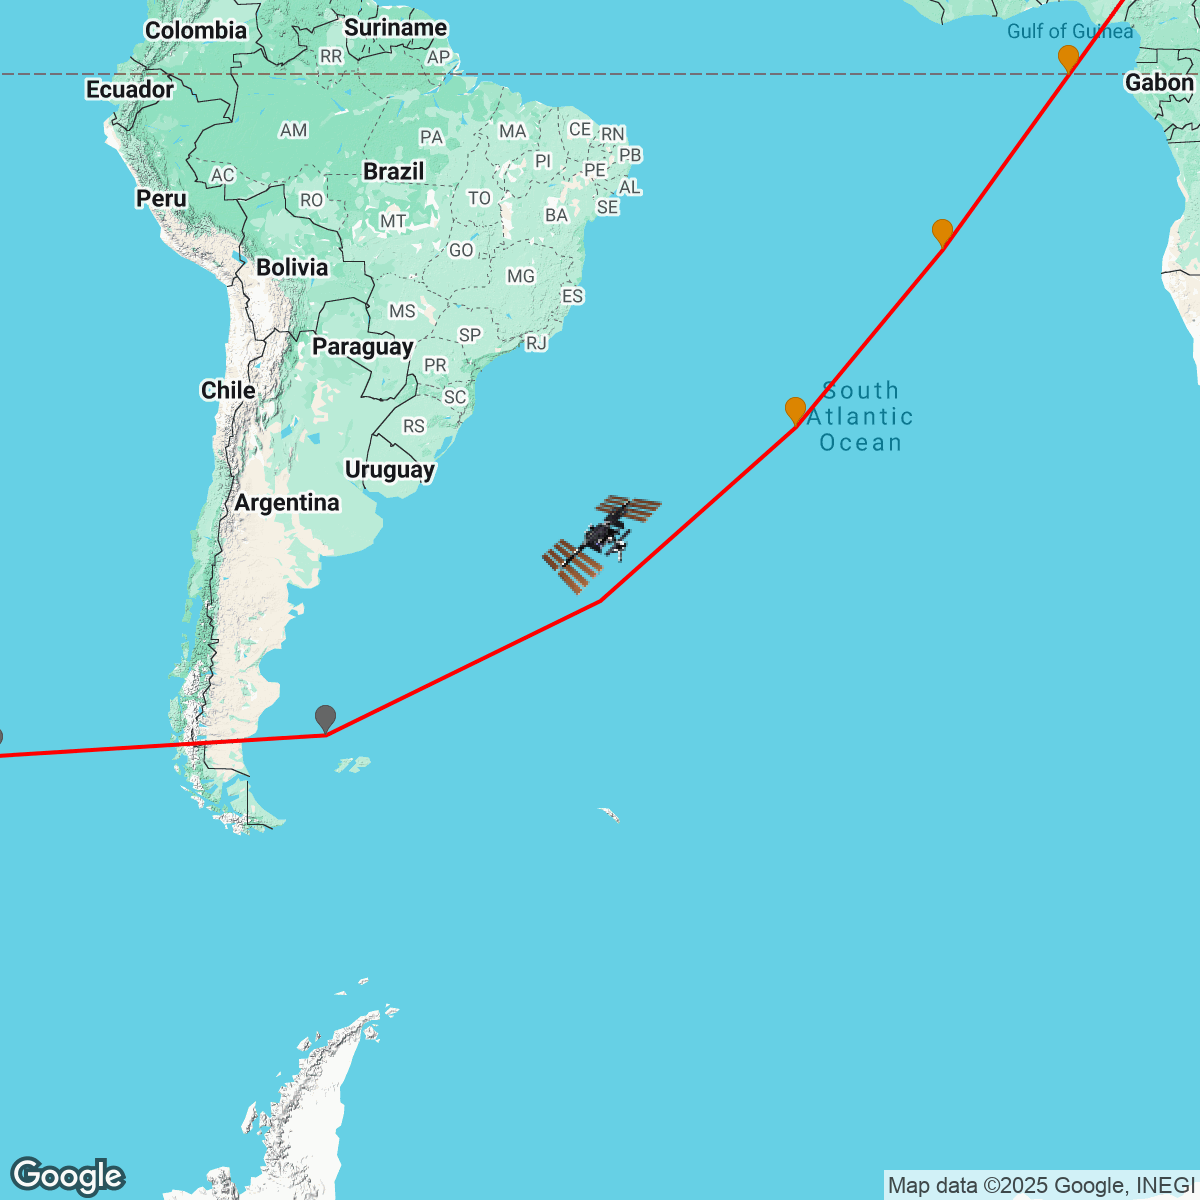 Colombia
Suriname
Gulf of Guinea
RR
AP
Ecuador
Gabon
AM
PA
MA
CE
RN
PI
PB
PE
Brazil
AC
AL
Peru
RO
TO
SE
MT
BA
GO
Bolivia
MG
ES
MS
SP
RJ
Paraguay
PR
Chile
SC
South
Atlantic
Ocean
RS
Uruguay
Argentina
Google
Map data ©2025 Google, INEGI